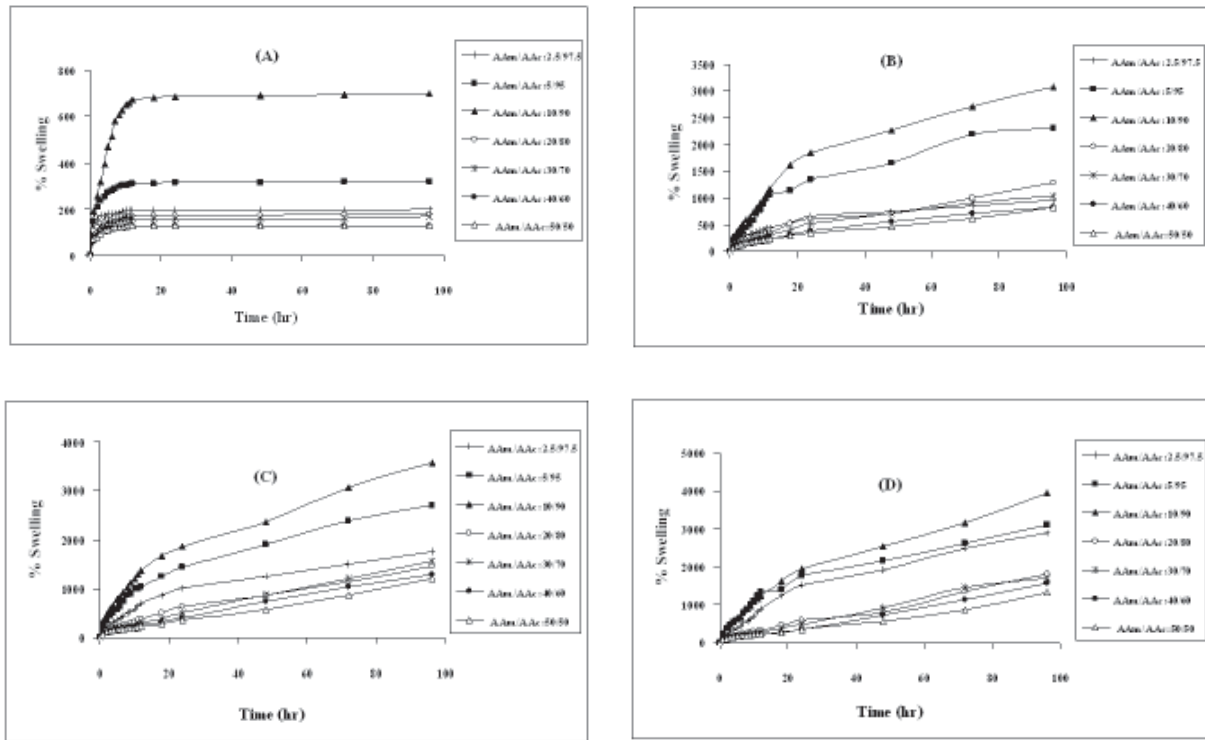 (A)
% Swelling
800
600
400
200
0
0 20 40 60 80 100
Time (hr)
AAm/AAc:2.5/97.5
AAm/AAc:5/95
AAm/AAc:10/90
AAm/AAc:20/80
AAm/AAc:30/70
AAm/AAc:40/60
AAm/AAc:50/50
(B)
% Swelling
3500
3000
2500
2000
1500
1000
500
0
0 20 40 60 80 100
Time (hr)
AAm/AAc:2.5/97.5
AAm/AAc:5/95
AAm/AAc:10/90
AAm/AAc:20/80
AAm/AAc:30/70
AAm/AAc:40/60
AAm/AAc:50/50
(C)
% Swelling
4000
3000
2000
1000
0
0 20 40 60 80 100
Time (hr)
AAm/AAc:2.5/97.5
AAm/AAc:5/95
AAm/AAc:10/90
AAm/AAc:20/80
AAm/AAc:30/70
AAm/AAc:40/60
AAm/AAc:50/50
(D)
% Swelling
5000
4000
3000
2000
1000
0
0 20 40 60 80 100
Time (hr)
AAm/AAc:2.5/97.5
AAm/AAc:5/95
AAm/AAc:10/90
AAm/AAc:20/80
AAm/AAc:30/70
AAm/AAc:40/60
AAm/AAc:50/50